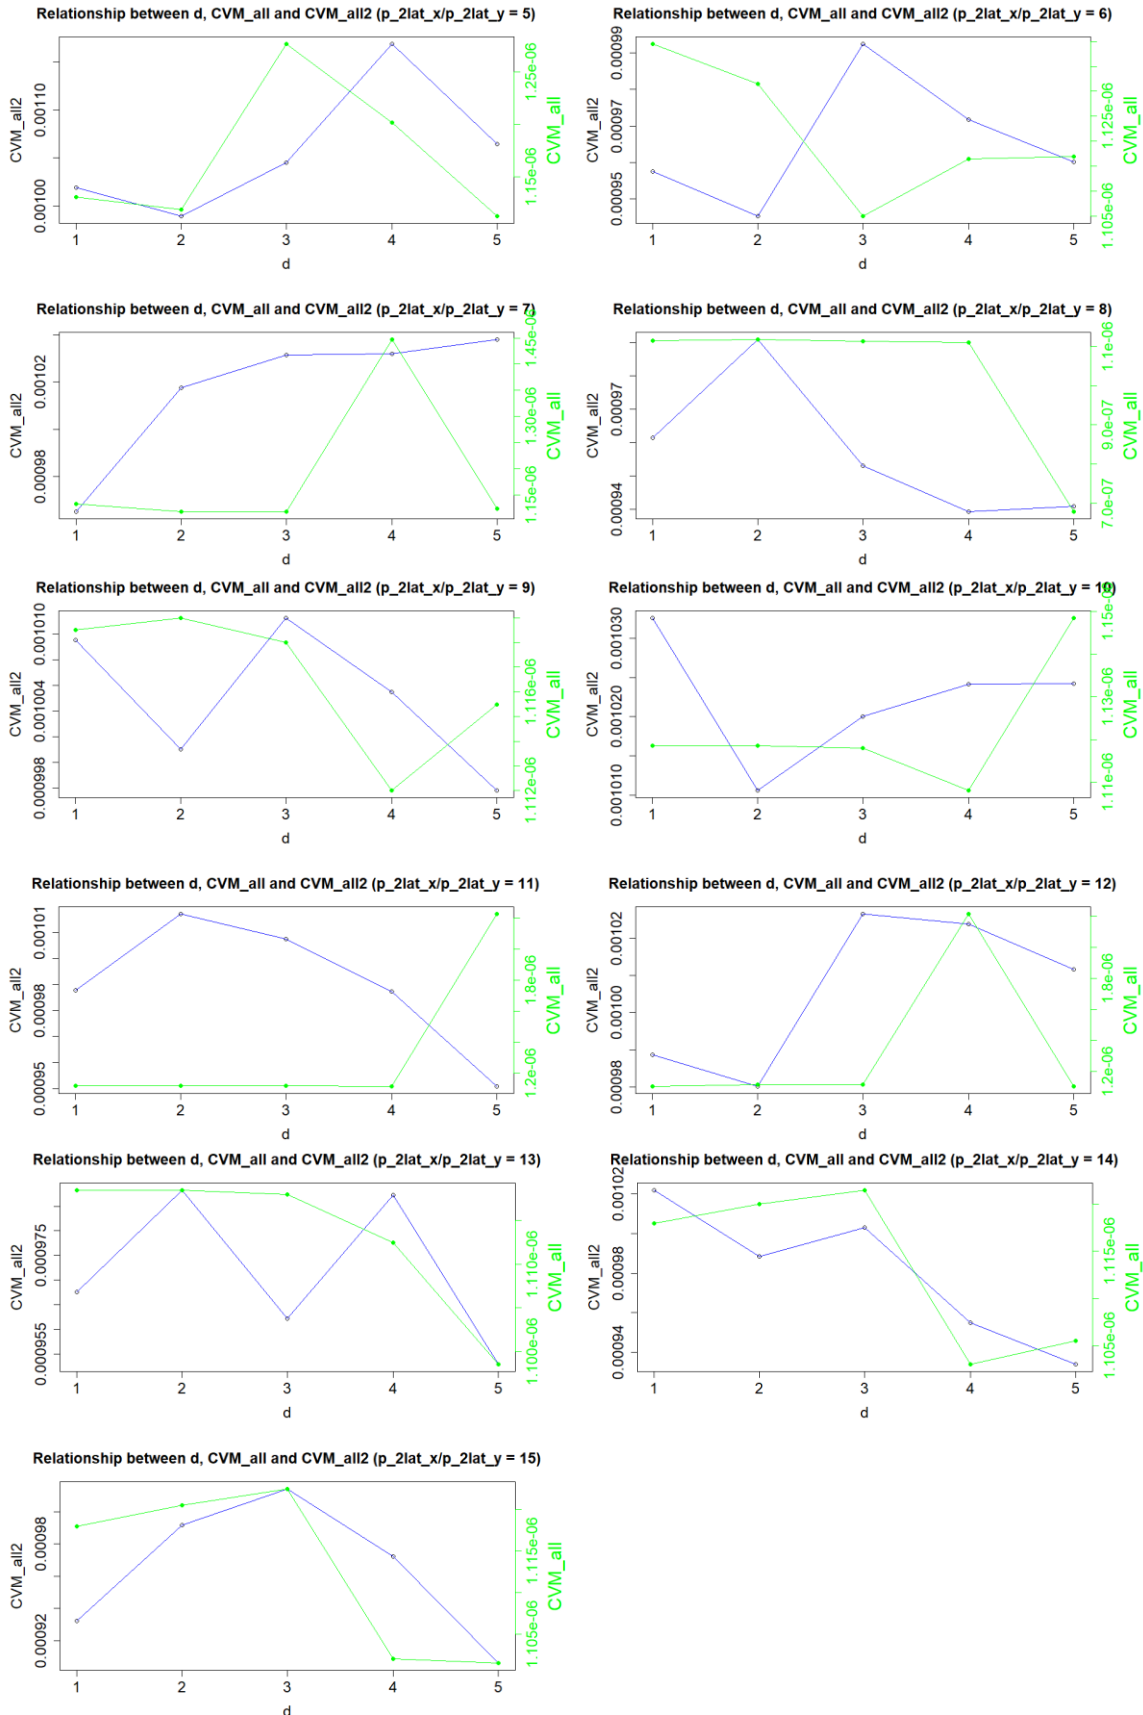 Relationship between d, CVM_all and CVM_all2 (p_2lat_x/p_2lat_y = 5)
CVM_all2
0.00100 0.00110
1 2 3 4 5
d
1.15e-06 1.25e-06
CVM_all
Relationship between d, CVM_all and CVM_all2 (p_2lat_x/p_2lat_y = 6)
CVM_all2
0.00095 0.00097 0.00099
1 2 3 4 5
d
1.105e-06 1.125e-06
CVM_all
Relationship between d, CVM_all and CVM_all2 (p_2lat_x/p_2lat_y = 7)
CVM_all2
0.00098 0.00102
1 2 3 4 5
d
1.15e-06 1.30e-06 1.45e-06
CVM_all
Relationship between d, CVM_all and CVM_all2 (p_2lat_x/p_2lat_y = 8)
CVM_all2
0.00094 0.00097
1 2 3 4 5
d
7.0e-07 9.0e-07 1.1e-06
CVM_all
Relationship between d, CVM_all and CVM_all2 (p_2lat_x/p_2lat_y = 9)
CVM_all2
0.000998 0.001004 0.001010
1 2 3 4 5
d
1.112e-06 1.116e-06
CVM_all
Relationship between d, CVM_all and CVM_all2 (p_2lat_x/p_2lat_y = 10)
CVM_all2
0.001010 0.001020 0.001030
1 2 3 4 5
d
1.11e-06 1.13e-06 1.15e-06
CVM_all
Relationship between d, CVM_all and CVM_all2 (p_2lat_x/p_2lat_y = 11)
CVM_all2
0.00095 0.00098 0.00101
1 2 3 4 5
d
1.2e-06 1.8e-06
CVM_all
Relationship between d, CVM_all and CVM_all2 (p_2lat_x/p_2lat_y = 12)
CVM_all2
0.00098 0.00100 0.00102
1 2 3 4 5
d
1.2e-06 1.8e-06
CVM_all
Relationship between d, CVM_all and CVM_all2 (p_2lat_x/p_2lat_y = 13)
CVM_all2
0.000955 0.000975
1 2 3 4 5
d
1.100e-06 1.110e-06
CVM_all
Relationship between d, CVM_all and CVM_all2 (p_2lat_x/p_2lat_y = 14)
CVM_all2
0.00094 0.00098 0.00102
1 2 3 4 5
d
1.105e-06 1.115e-06
CVM_all
Relationship between d, CVM_all and CVM_all2 (p_2lat_x/p_2lat_y = 15)
CVM_all2
0.00092 0.00098
1 2 3 4 5
d
1.105e-06 1.115e-06
CVM_all